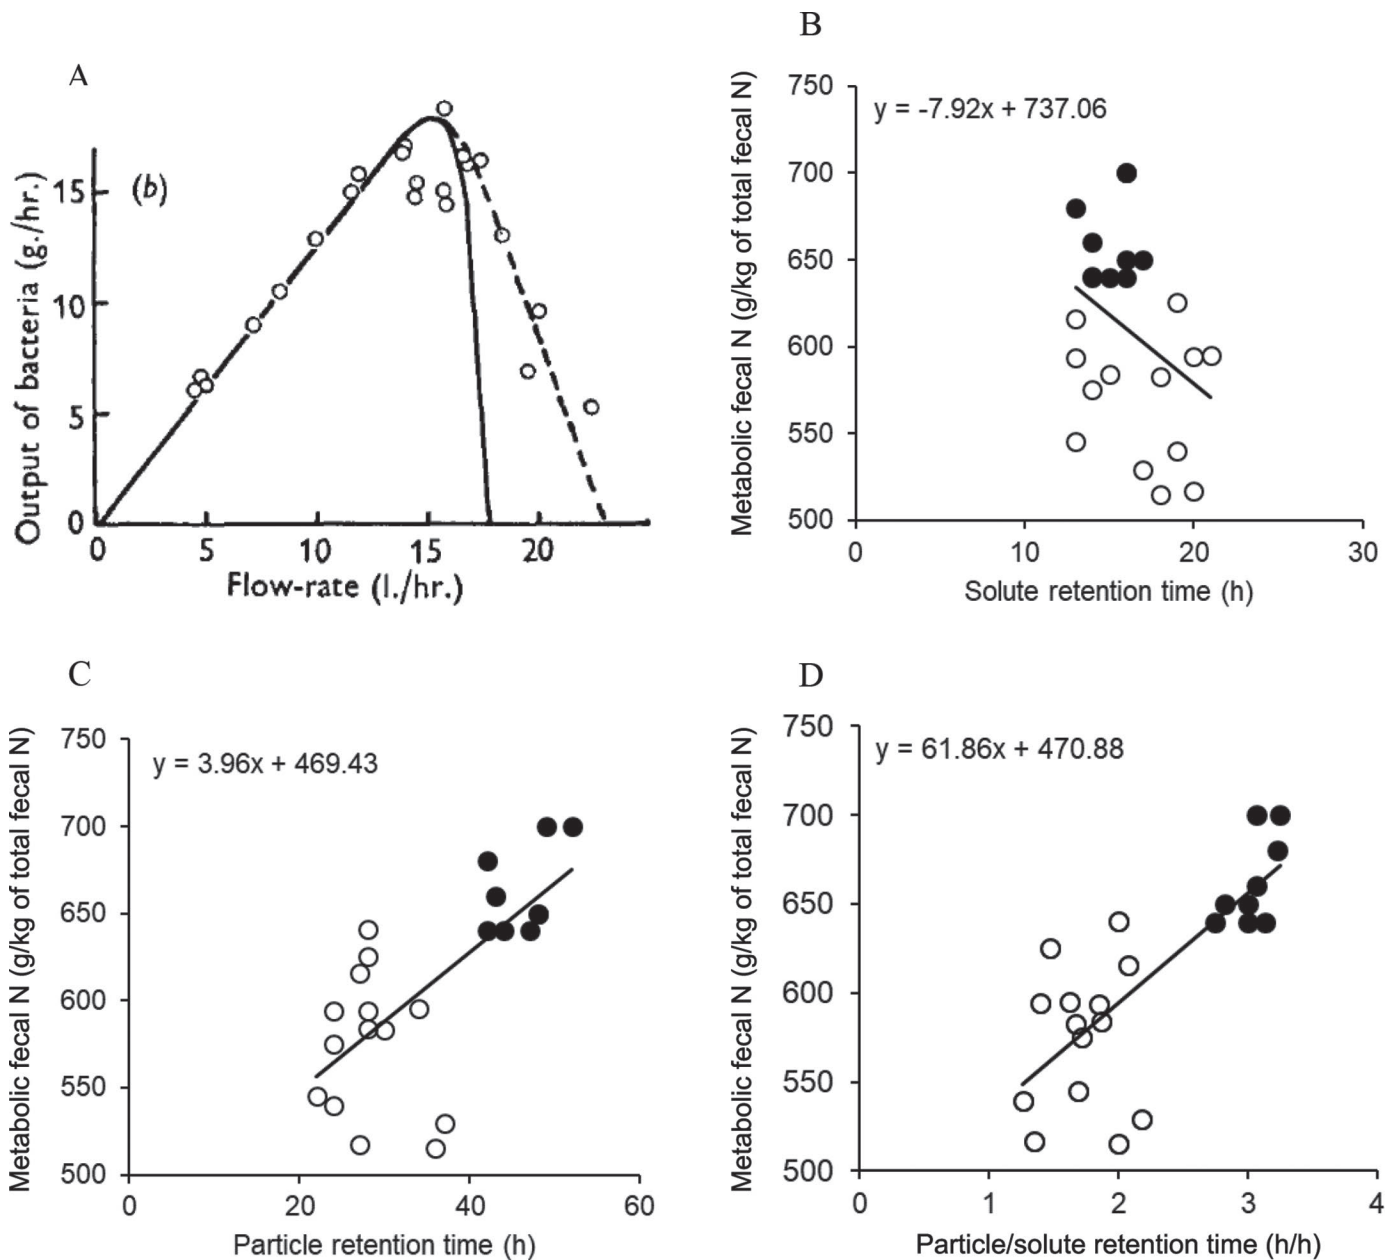 A
(b)
Output of bacteria (g./hr.)
15
10
5
0
0 5 10 15 20
Flow-rate (l./hr.)
B
y = -7.92x + 737.06
Metabolic fecal N (g/kg of total fecal N)
750
700
650
600
550
500
0 10 20 30
Solute retention time (h)
C
y = 3.96x + 469.43
Metabolic fecal N (g/kg of total fecal N)
750
700
650
600
550
500
0 20 40 60
Particle retention time (h)
D
y = 61.86x + 470.88
Metabolic fecal N (g/kg of total fecal N)
750
700
650
600
550
500
0 1 2 3 4
Particle/solute retention time (h/h)